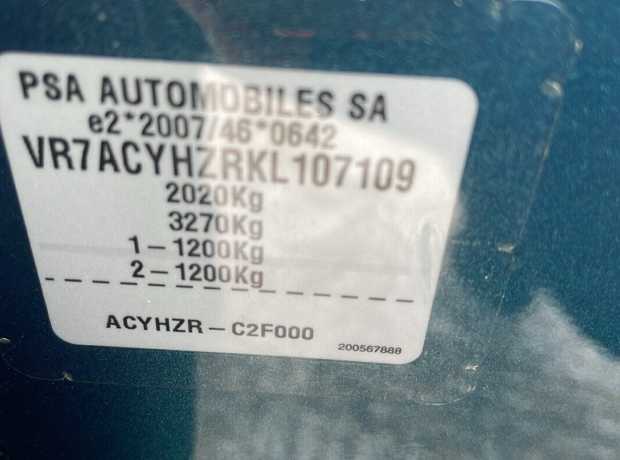 PSA AUTOMOBILES SA
e2*2007/46*0642
VR7ACYHZRKL107109
2020Kg
3270Kg
1-1200Kg
2-1200Kg
ACYHZR-C2F000
200567888